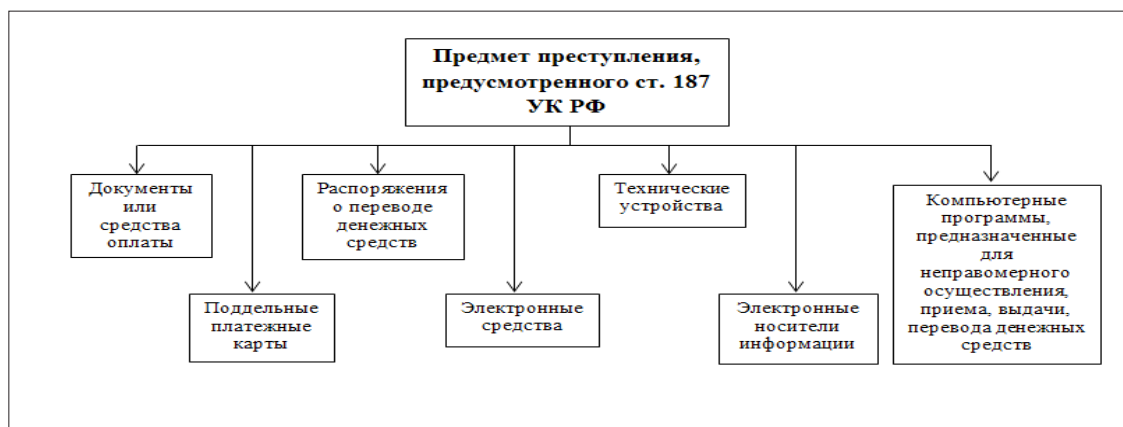 Предмет преступления,
предусмотренного ст. 187
УК РФ
Документы
или
средства
оплаты
Распоряжения
о переводе
денежных
средств
Технические
устройства
Компьютерные
программы,
предназначенные
для
неправомерного
осуществления,
приема, выдачи,
перевода денежных
средств
Поддельные
платежные
карты
Электронные
средства
Электронные
носители
информации